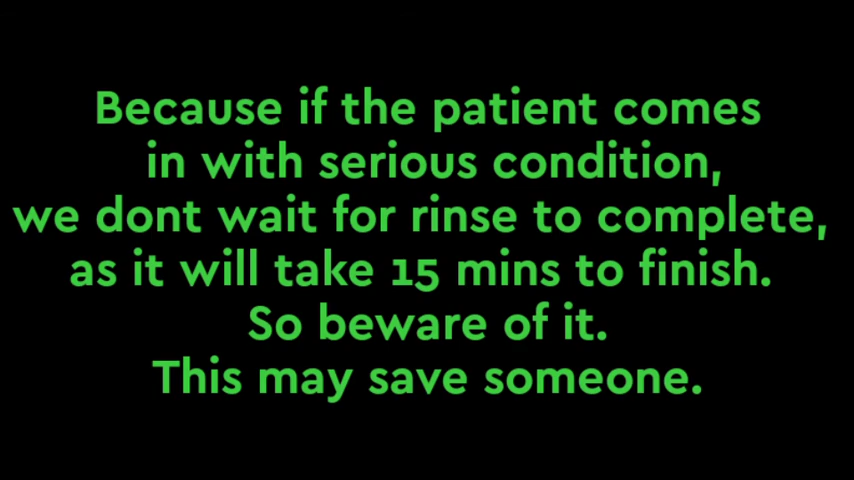 Because if the patient comes
in with serious condition,
we dont wait for rinse to complete,
as it will take 15 mins to finish.
So beware of it.
This may save someone.